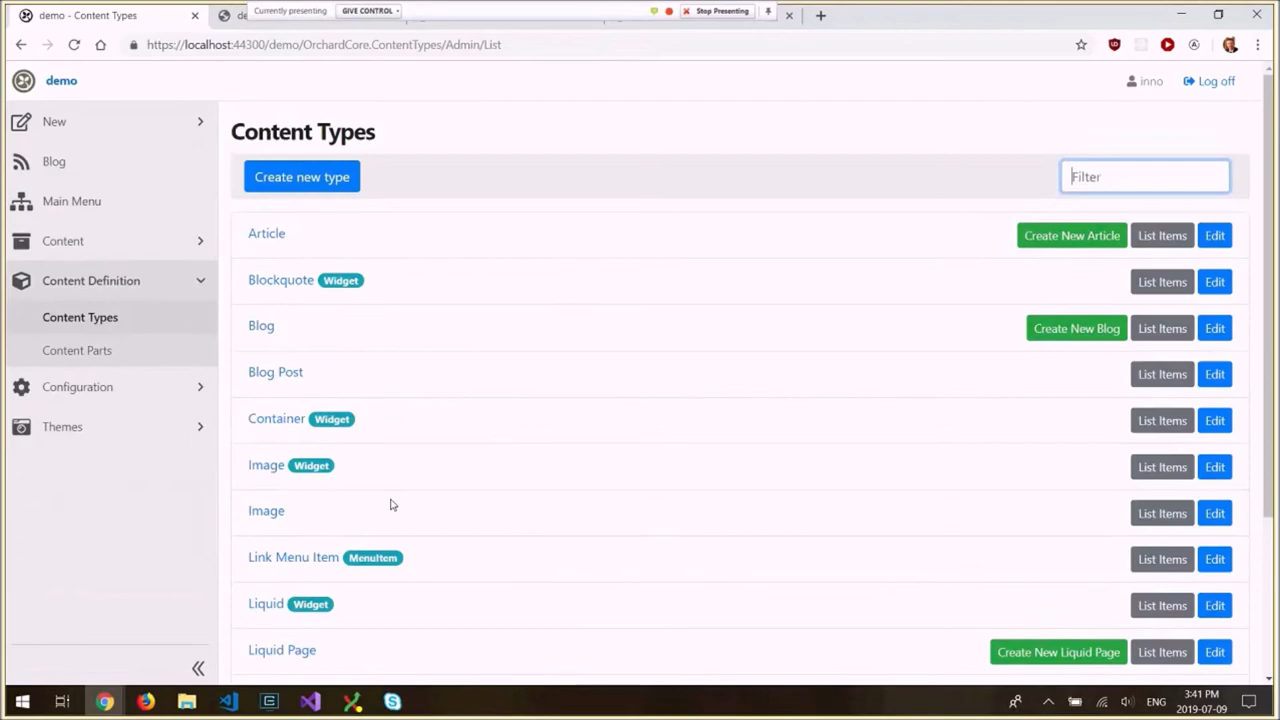 demo - Content Types
de
Currently presenting
GIVE CONTROL
Stop Presenting
https://localhost:44300/demo/OrchardCore.ContentTypes/Admin/List
demo
inno
Log off
New
Blog
Main Menu
Content
Content Definition
Content Types
Content Parts
Configuration
Themes
Content Types
Create new type
Filter
Article
Create New Article List Items Edit
Blockquote Widget
List Items Edit
Blog
Create New Blog List Items Edit
Blog Post
List Items Edit
Container Widget
List Items Edit
Image Widget
List Items Edit
Image
List Items Edit
Link Menu Item MenuItem
List Items Edit
Liquid Widget
List Items Edit
Liquid Page
Create New Liquid Page List Items Edit
ENG
3:41 PM
2019-07-09